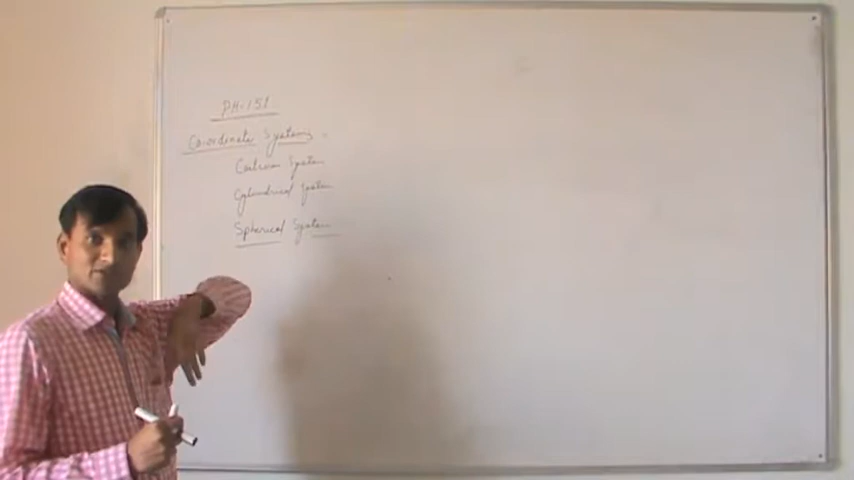 PH-151
Co-ordinate Systems :
Cartesian System
Cylindrical System
Spherical System